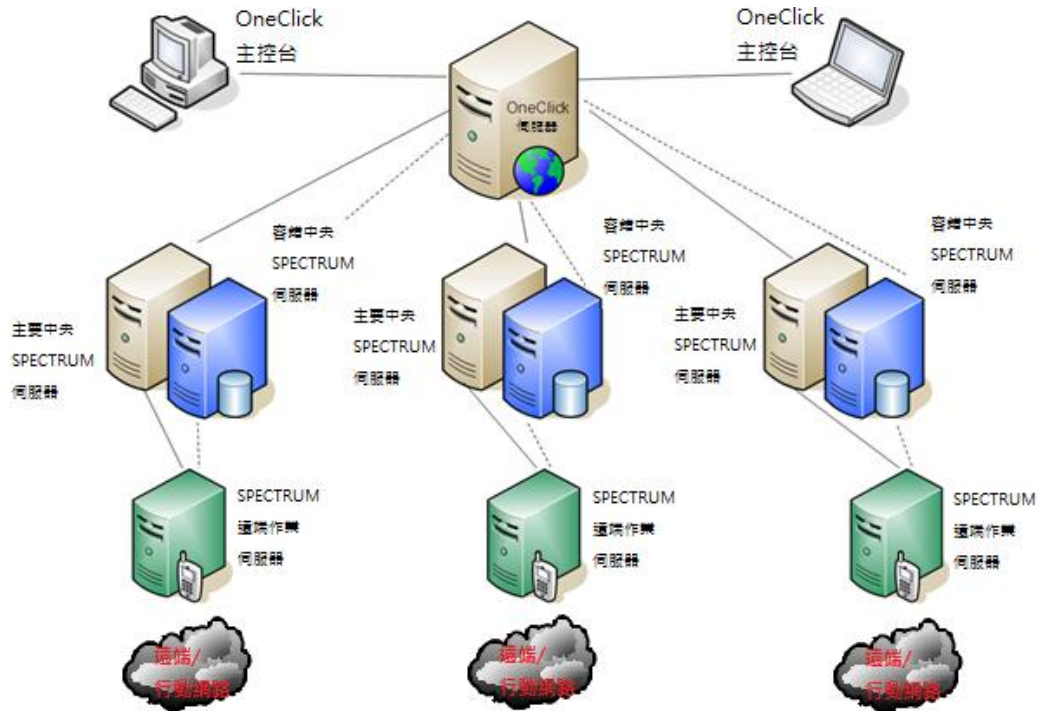 OneClick
主控台
OneClick
主控台
OneClick
伺服器
容錯中央
SPECTRUM
伺服器
主要中央
SPECTRUM
伺服器
容錯中央
SPECTRUM
伺服器
主要中央
SPECTRUM
伺服器
容錯中央
SPECTRUM
伺服器
主要中央
SPECTRUM
伺服器
SPECTRUM
遠端作業
伺服器
SPECTRUM
遠端作業
伺服器
SPECTRUM
遠端作業
伺服器
遠端/
行動網路
遠端/
行動網路
遠端/
行動網路